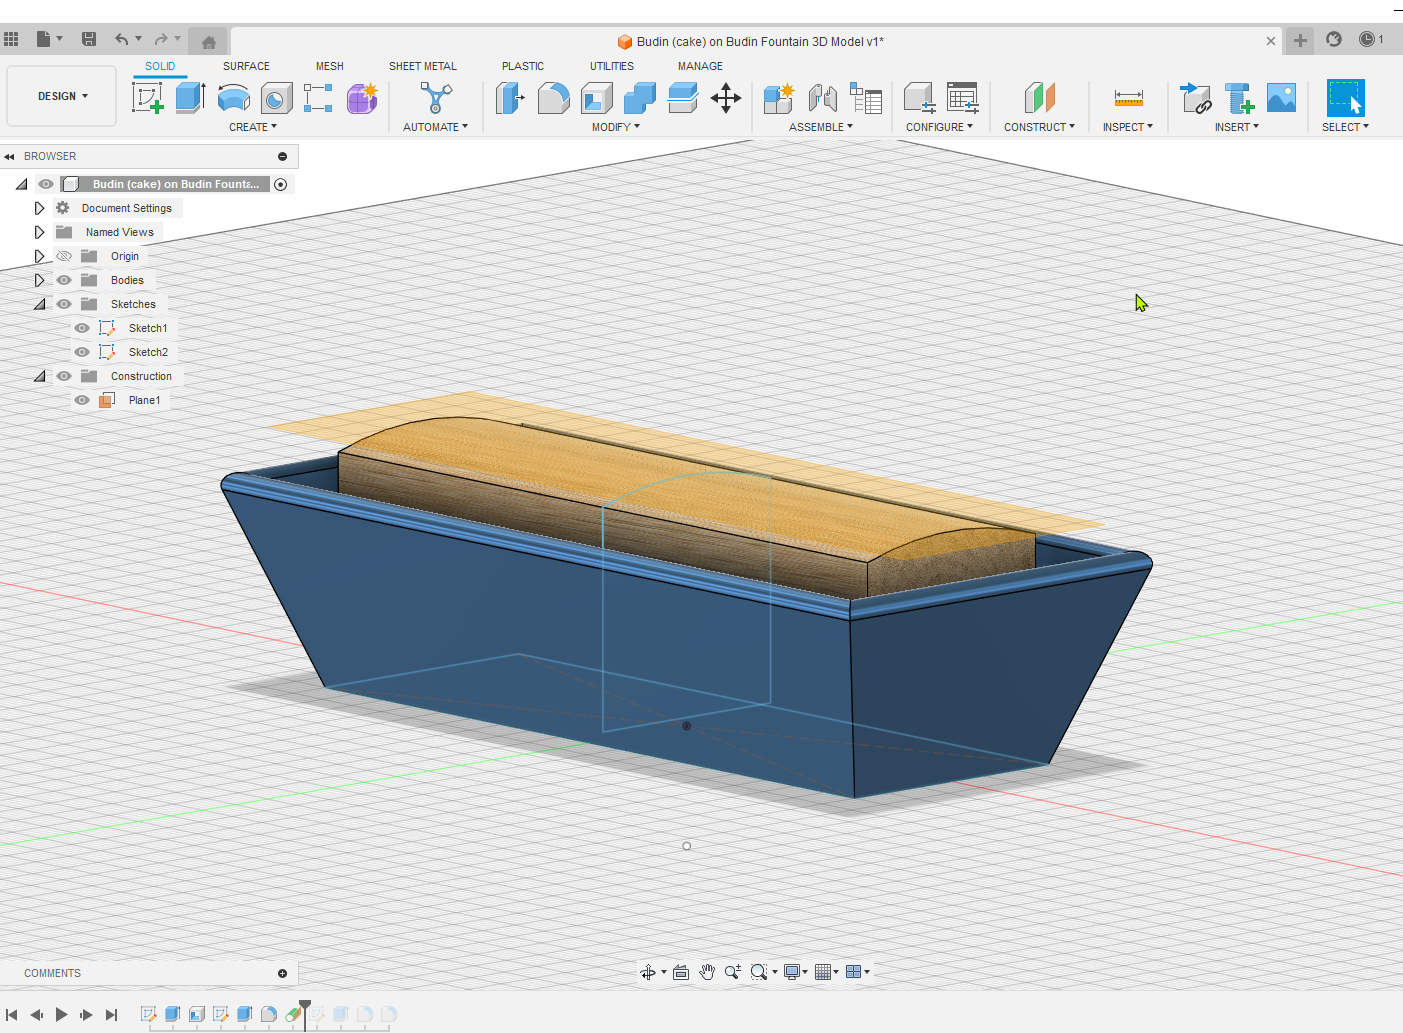 Budin (cake) on Budin Fountain 3D Model v1*
1
DESIGN
SOLID
SURFACE
MESH
SHEET METAL
PLASTIC
UTILITIES
MANAGE
CREATE
AUTOMATE
MODIFY
ASSEMBLE
CONFIGURE
CONSTRUCT
INSPECT
INSERT
SELECT
BROWSER
Budin (cake) on Budin Founta...
Document Settings
Named Views
Origin
Bodies
Sketches
Sketch1
Sketch2
Construction
Plane1
COMMENTS